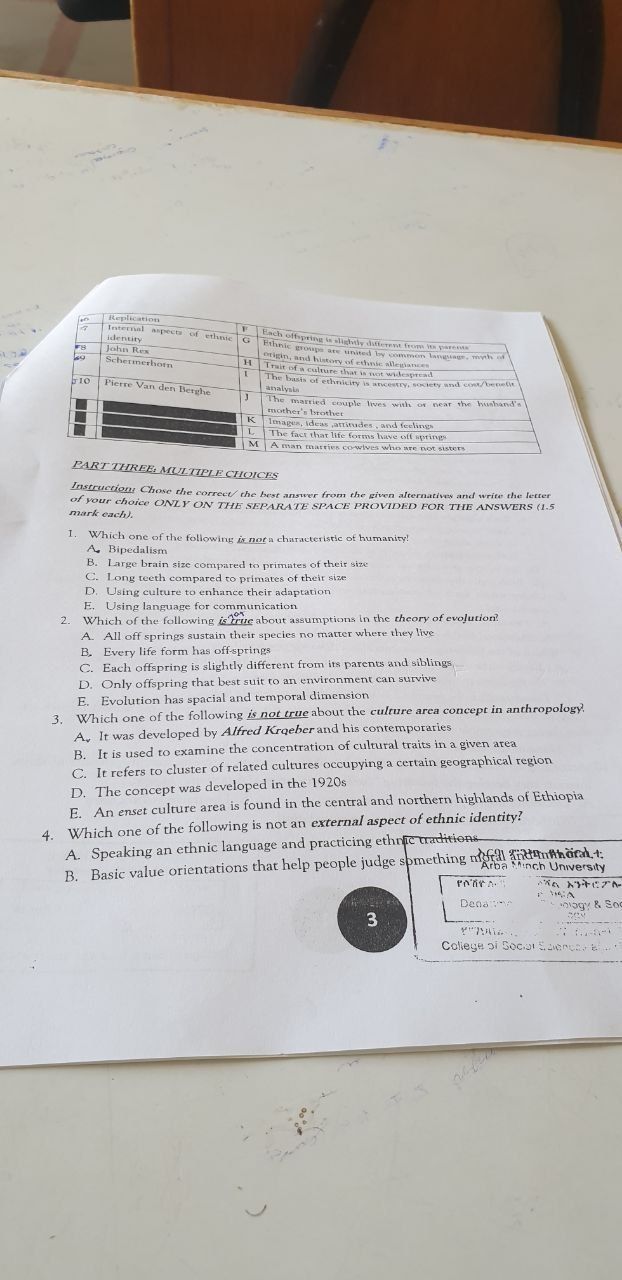 6 Replication
7 Internal aspects of ethnic identity
8 John Rex
9 Schermerhorn
10 Pierre Van den Berghe
F Each offspring is slightly different from its parents
G Ethnic groups are united by common language, myth of origin, and history of ethnic allegiances
H Trait of a culture that is not widespread
I The basis of ethnicity is ancestry, society and cost/benefit analysis
J The married couple lives with or near the husband's mother's brother
K Images, ideas ,attitudes , and feelings
L The fact that life forms have off springs
M A man marries co-wives who are not sisters
PART THREE: MULTIPLE CHOICES
Instruction: Chose the correct/ the best answer from the given alternatives and write the letter
of your choice ONLY ON THE SEPARATE SPACE PROVIDED FOR THE ANSWERS (1.5
mark each).
1. Which one of the following is not a characteristic of humanity?
A. Bipedalism
B. Large brain size compared to primates of their size
C. Long teeth compared to primates of their size
D. Using culture to enhance their adaptation
E. Using language for communication
2. Which of the following is not true about assumptions in the theory of evolution?
A. All off springs sustain their species no matter where they live
B. Every life form has off-springs
C. Each offspring is slightly different from its parents and siblings
D. Only offspring that best suit to an environment can survive
E. Evolution has spacial and temporal dimension
3. Which one of the following is not true about the culture area concept in anthropology?
A. It was developed by Alfred Krqeber and his contemporaries
B. It is used to examine the concentration of cultural traits in a given area
C. It refers to cluster of related cultures occupying a certain geographical region
D. The concept was developed in the 1920s
E. An enset culture area is found in the central and northern highlands of Ethiopia
4. Which one of the following is not an external aspect of ethnic identity?
A. Speaking an ethnic language and practicing ethnic traditions
B. Basic value orientations that help people judge something moral and immoral
Arba Minch University
3
College of Social Sciences